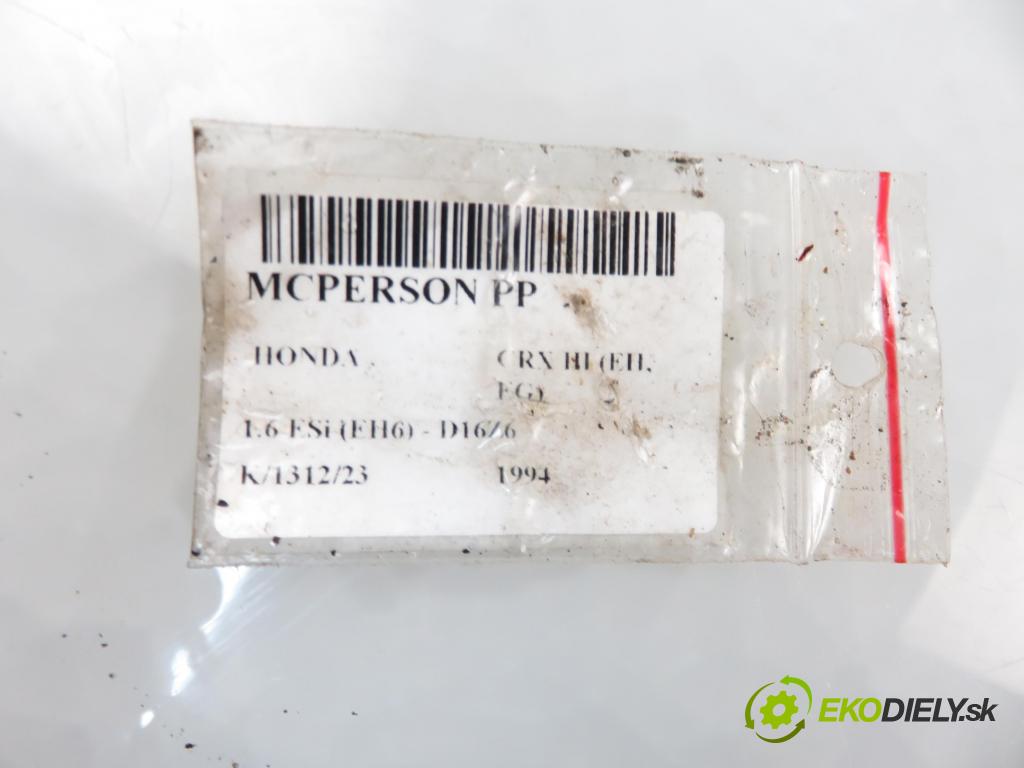 MCPERSON PP
HONDA CRX III (EH,
EG)
1.6 ESi (EH6) - D16Z6
K/1312/23 1994
EKODIELY.sk